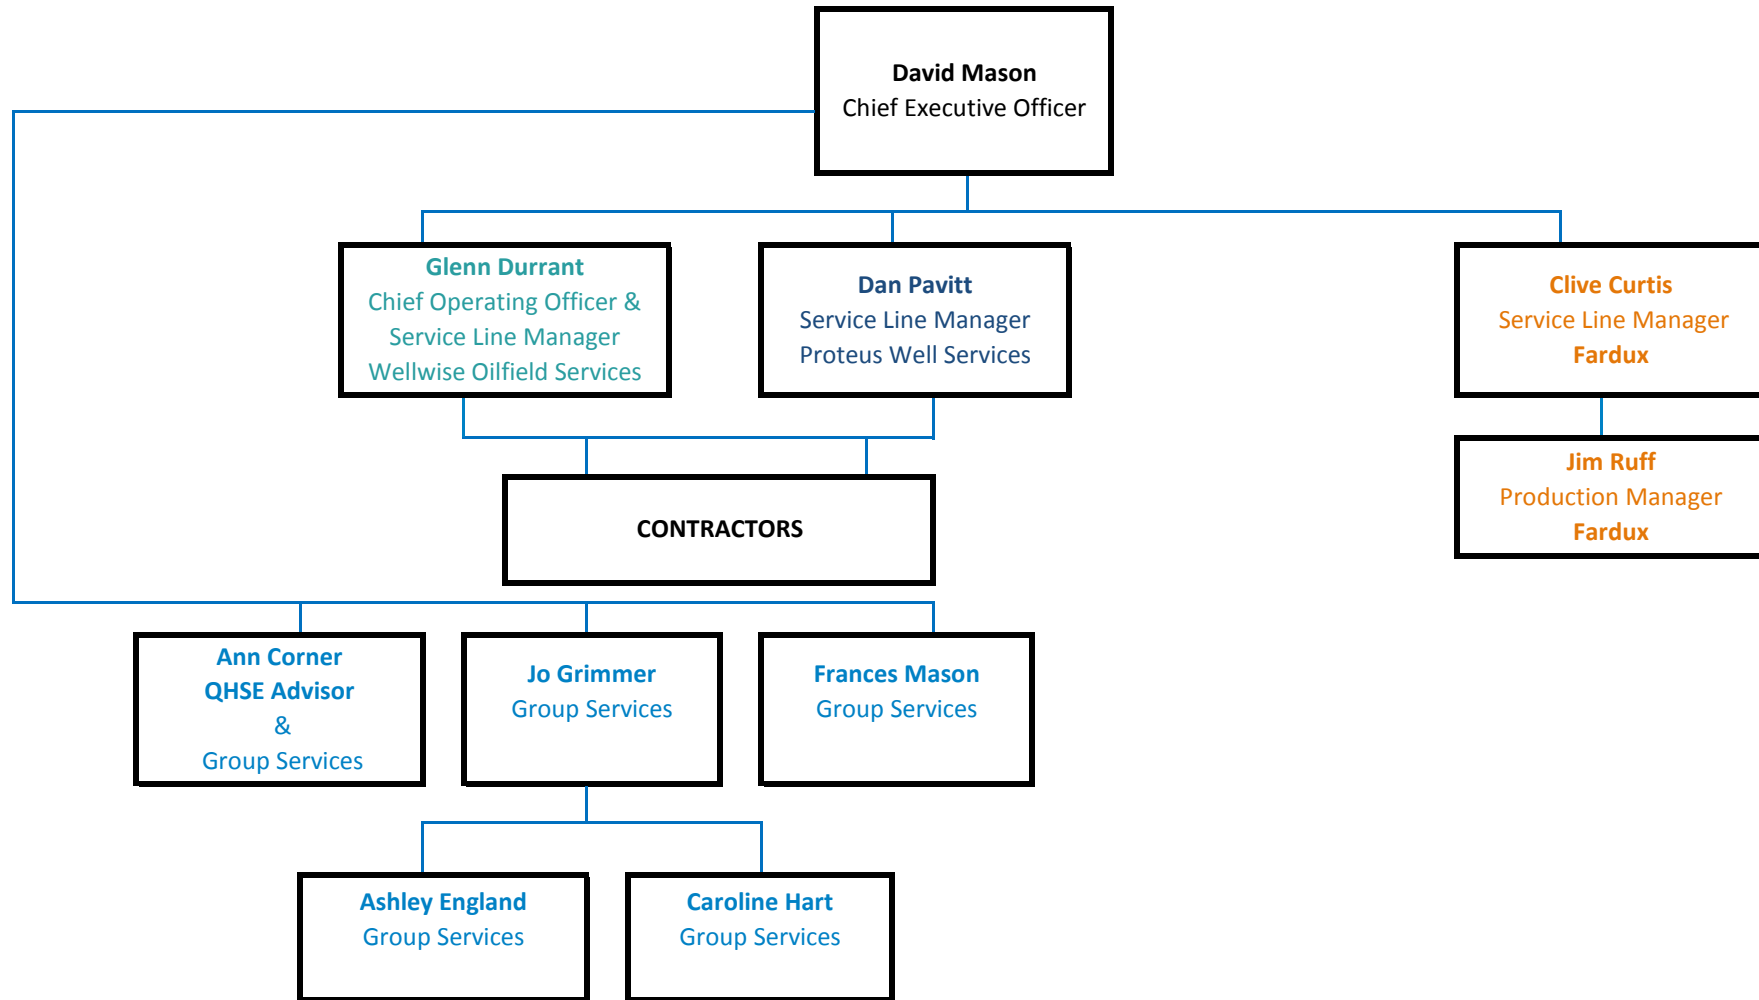 David Mason
Chief Executive Officer
Glenn Durrant
Chief Operating Officer &
Service Line Manager
Wellwise Oilfield Services
Dan Pavitt
Service Line Manager
Proteus Well Services
Clive Curtis
Service Line Manager
Fardux
Jim Ruff
Production Manager
Fardux
CONTRACTORS
Ann Corner
QHSE Advisor
&
Group Services
Jo Grimmer
Group Services
Frances Mason
Group Services
Ashley England
Group Services
Caroline Hart
Group Services